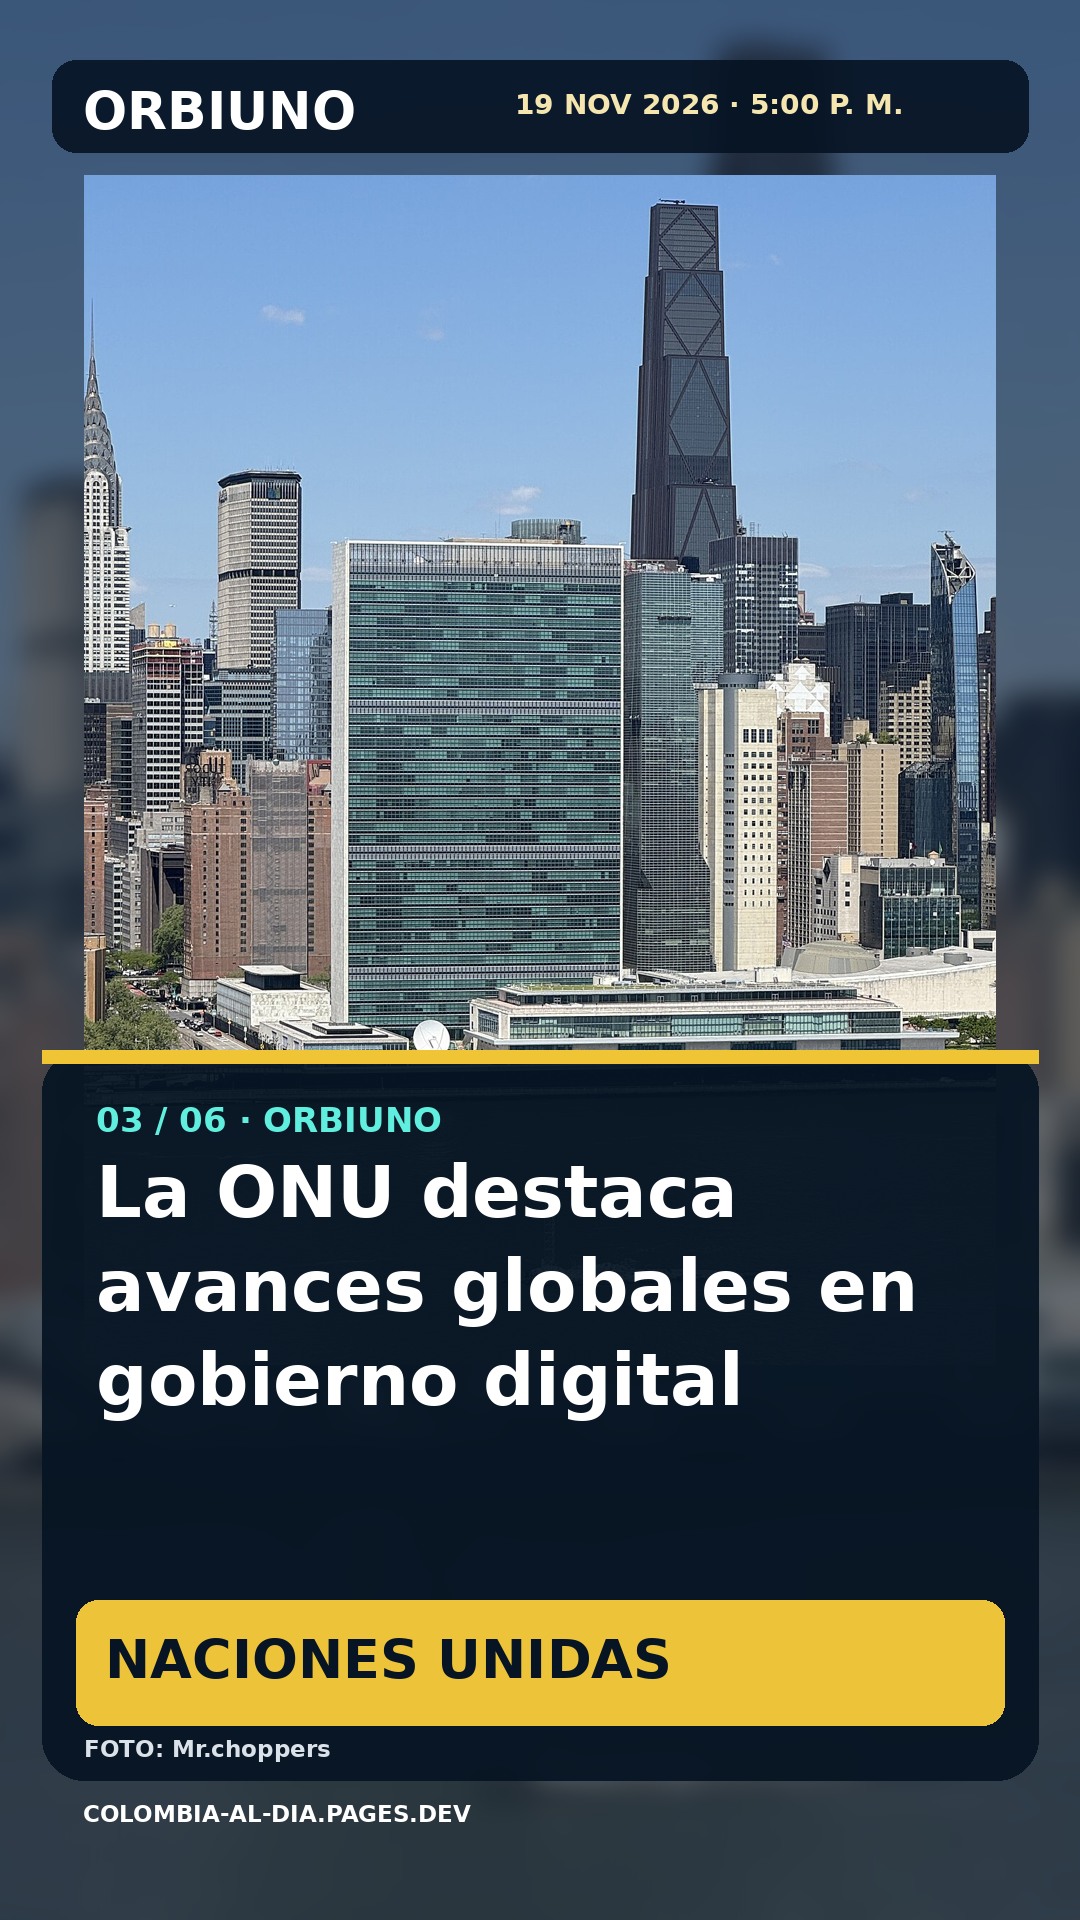 ORBIUNO
19 NOV 2026 · 5:00 P. M.
03 / 06 · ORBIUNO
La ONU destaca
avances globales en
gobierno digital
NACIONES UNIDAS
FOTO: Mr.choppers
COLOMBIA-AL-DIA.PAGES.DEV